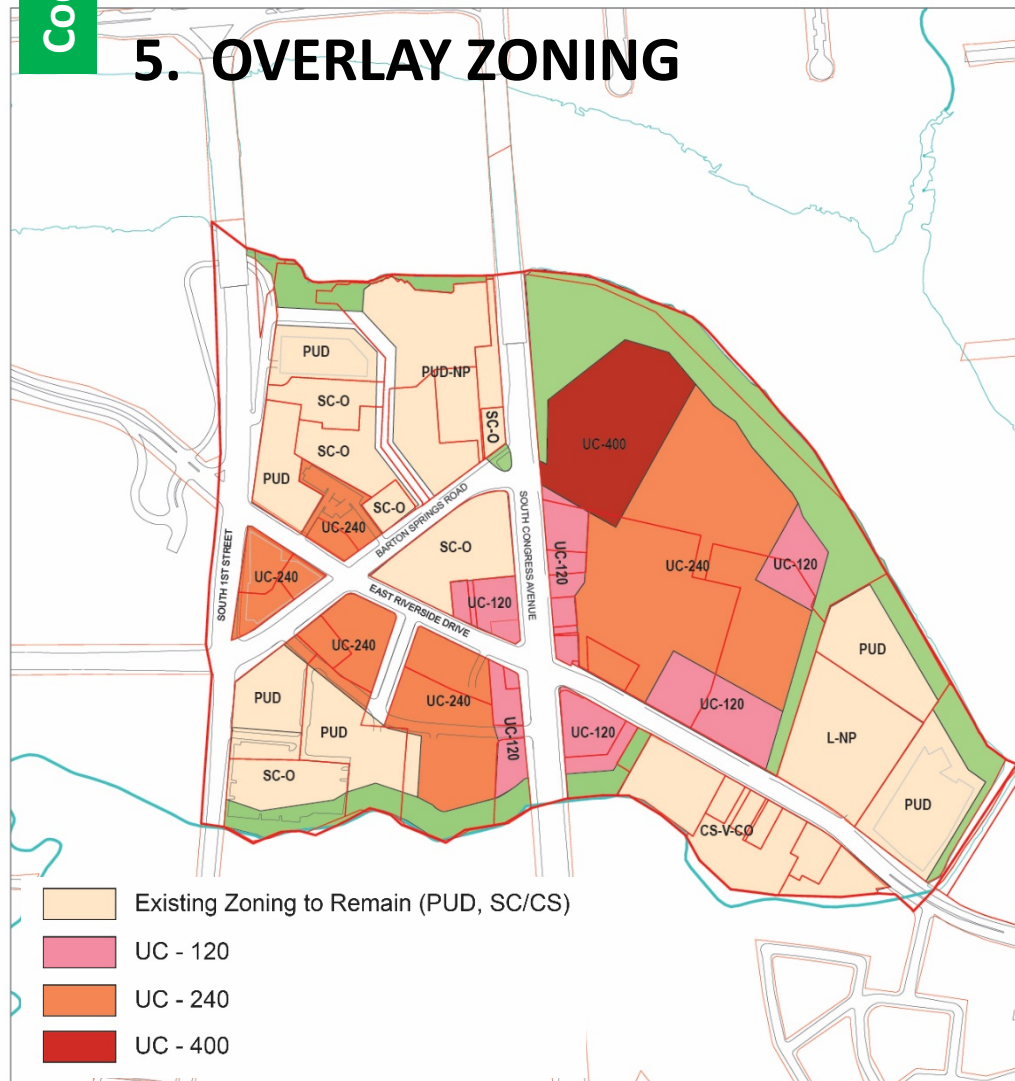 Co
5. OVERLAY ZONING
PUD
PUD-NP
SC-O
SC-O
SC-O
UC-400
PUD
SC-O
UC-240
BARTON SPRINGS ROAD
SOUTH CONGRESS AVENUE
SOUTH 1ST STREET
SC-O
UC-120
UC-240
UC-120
UC-240
EAST RIVERSIDE DRIVE
UC-120
UC-240
PUD
PUD
UC-240
UC-120
PUD
UC-120
UC-120
L-NP
SC-O
PUD
CS-V-CO
Existing Zoning to Remain (PUD, SC/CS)
UC - 120
UC - 240
UC - 400